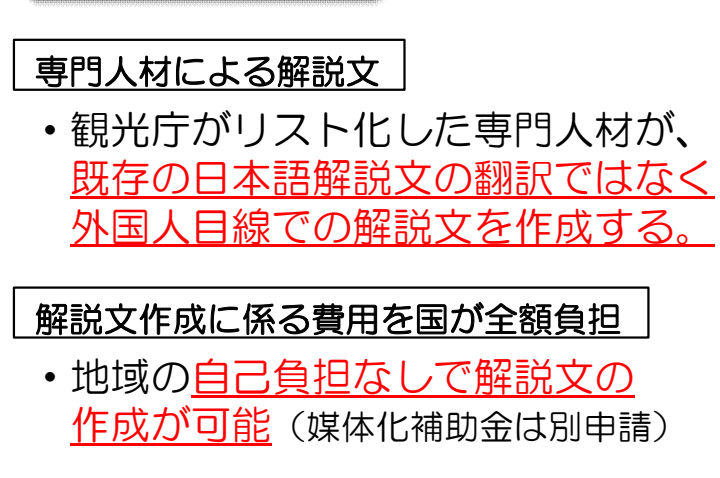 専門人材による解説文
・観光庁がリスト化した専門人材が、
既存の日本語解説文の翻訳ではなく
外国人目線での解説文を作成する。
解説文作成に係る費用を国が全額負担
・地域の自己負担なしで解説文の
作成が可能（媒体化補助金は別申請）